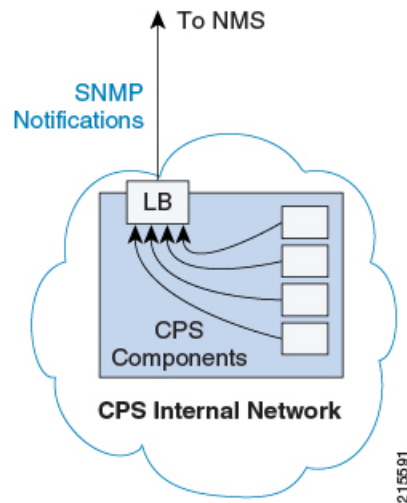 To NMS
SNMP
Notifications
LB
CPS
Components
CPS Internal Network
215591